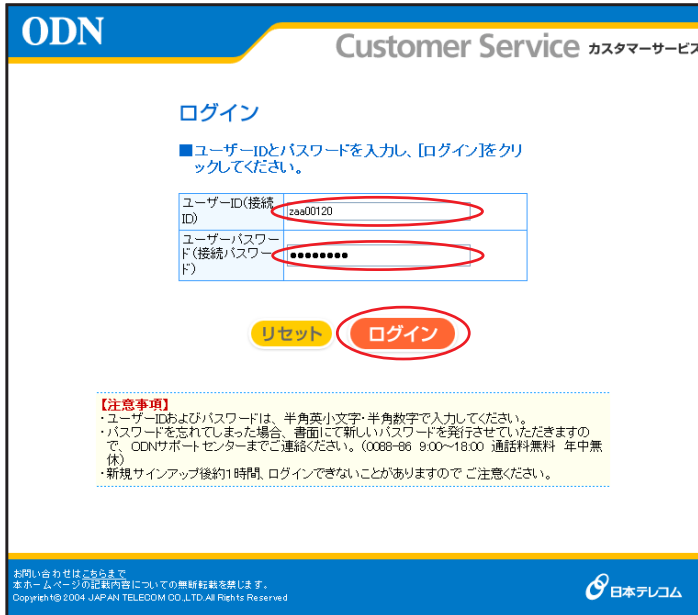 ODN
Customer Service カスタマーサービス
ログイン
■ユーザーIDとパスワードを入力し、[ログイン]をクリ
ックしてください。
ユーザーID(接続
ID)
zaa00120
ユーザーパスワー
ド(接続パスワー
ド)
●●●●●●●●
リセット
ログイン
【注意事項】
・ユーザーIDおよびパスワードは、半角英小文字・半角数字で入力してください。
・パスワードを忘れてしまった場合、書面にて新しいパスワードを発行させていただきますの
で、ODNサポートセンターまでご連絡ください。(0088-86 9:00～18:00 通話料無料 年中無
休)
・新規サインアップ後約1時間、ログインできないことがありますので ご注意ください。
お問い合わせはこちらまで
本ホームページの記載内容についての無断転載を禁じます。
Copyright© 2004 JAPAN TELECOM CO.,LTD.All Rights Reserved
日本テレコム